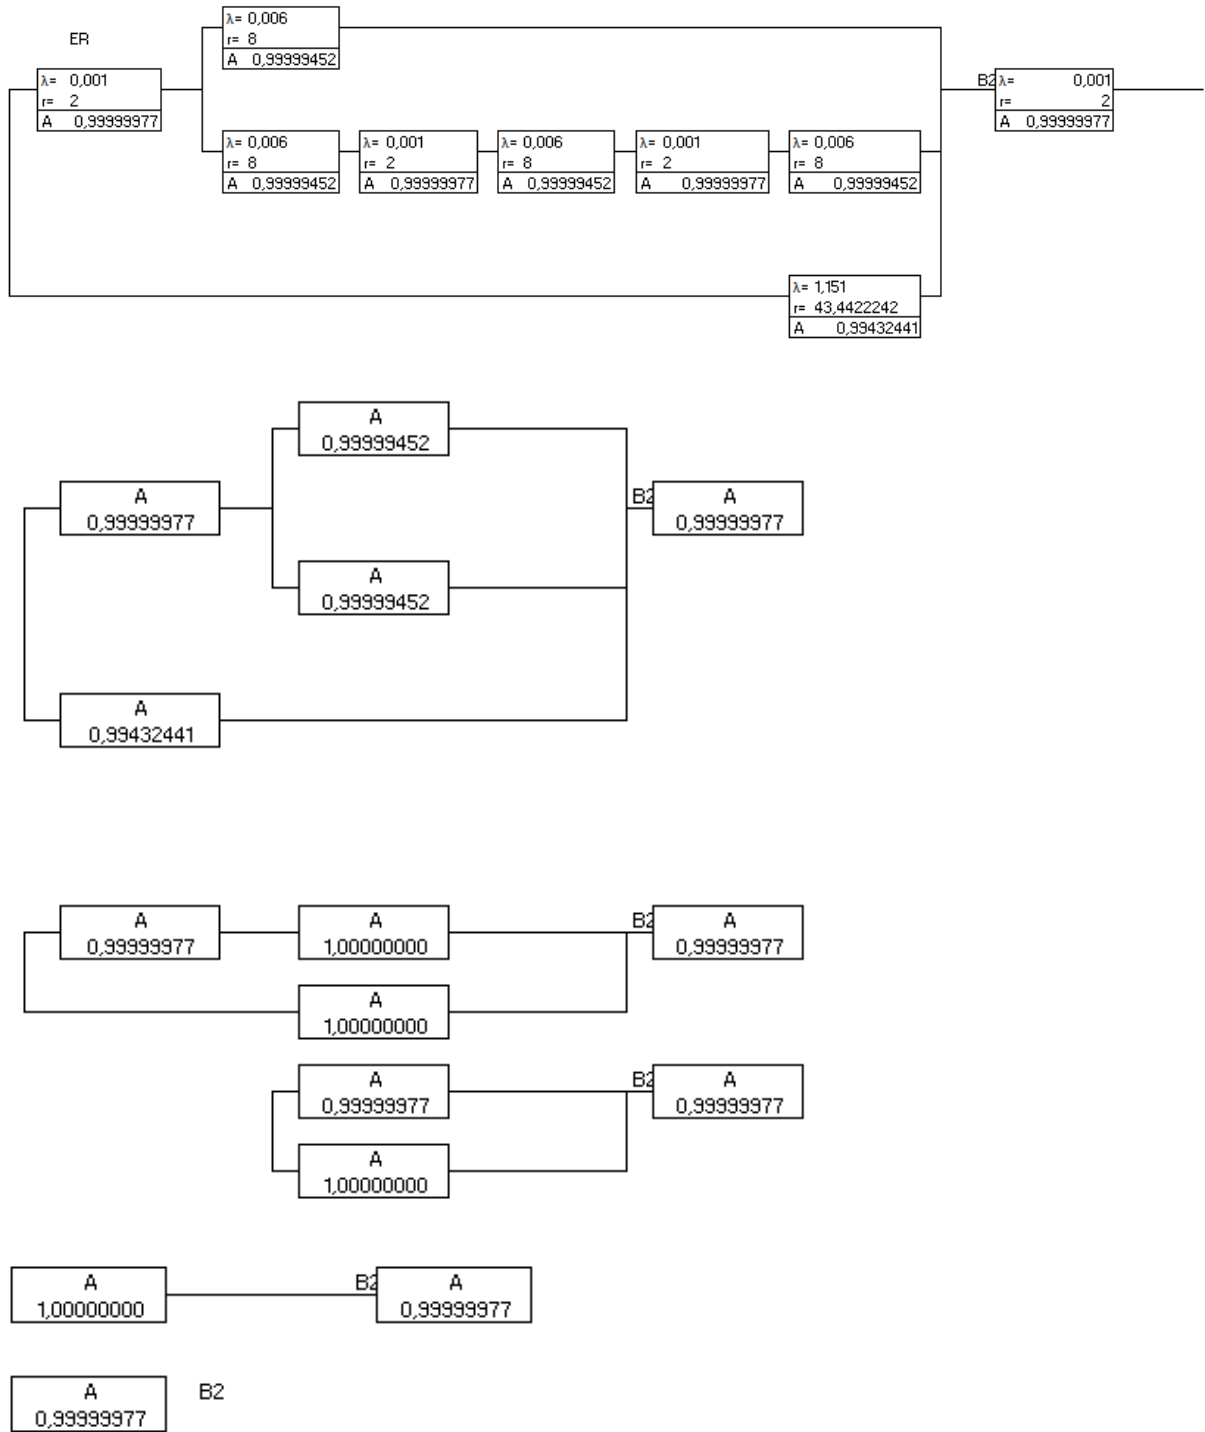 λ= 0,006
r= 8
A 0,99999452
ER
λ= 0,001
r= 2
A 0,99999977
B2
λ= 0,001
r= 2
A 0,99999977
λ= 0,006
r= 8
A 0,99999452
λ= 0,001
r= 2
A 0,99999977
λ= 0,006
r= 8
A 0,99999452
λ= 0,001
r= 2
A 0,99999977
λ= 0,006
r= 8
A 0,99999452
λ= 1,151
r= 43,4422242
A 0,99432441
A
0,99999452
A
0,99999977
B2
A
0,99999977
A
0,99999452
A
0,99432441
A
0,99999977
A
1,00000000
B2
A
0,99999977
A
1,00000000
A
0,99999977
B2
A
0,99999977
A
1,00000000
A
1,00000000
B2
A
0,99999977
A
0,99999977
B2